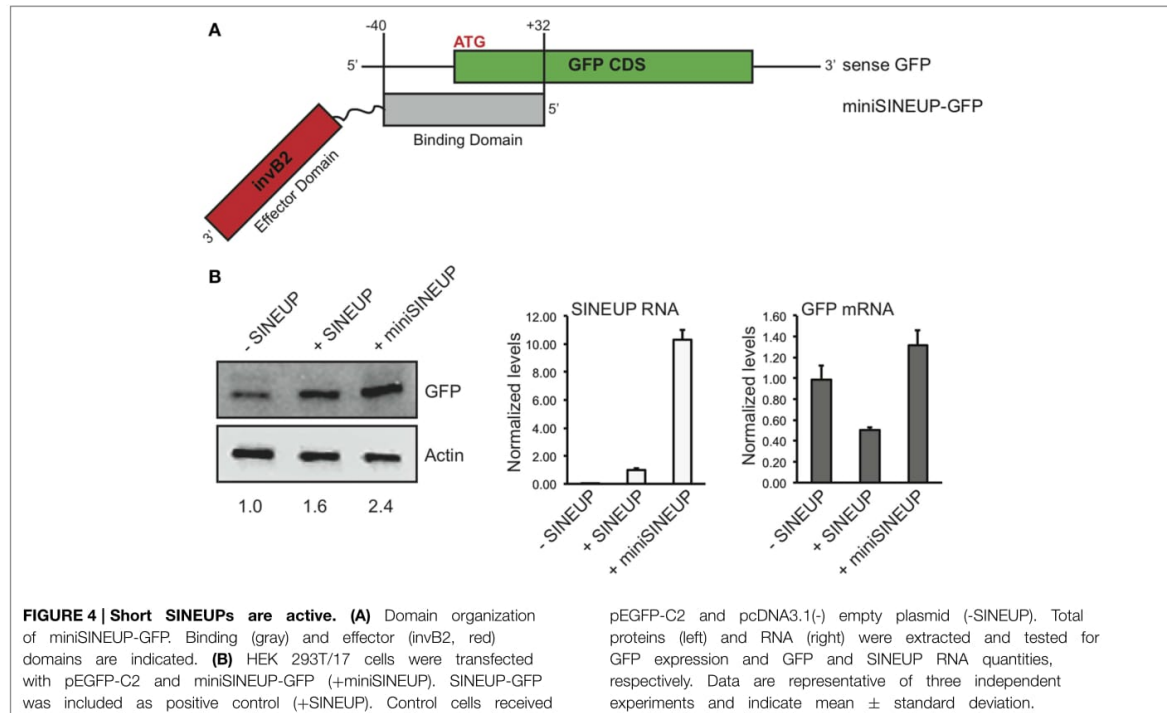 A
-40
+32
ATG
5’
GFP CDS
3’ sense GFP
5’
miniSINEUP-GFP
Binding Domain
invB2
Effector Domain
3’
B
- SINEUP
+ SINEUP
+ miniSINEUP
GFP
Actin
1.0 1.6 2.4
SINEUP RNA
Normalized levels
12.00
10.00
8.00
6.00
4.00
2.00
0.00
- SINEUP
+ SINEUP
+ miniSINEUP
GFP mRNA
Normalized levels
1.60
1.40
1.20
1.00
0.80
0.60
0.40
0.20
0.00
- SINEUP
+ SINEUP
+ miniSINEUP
FIGURE 4 | Short SINEUPs are active. (A) Domain organization
of miniSINEUP-GFP. Binding (gray) and effector (invB2, red)
domains are indicated. (B) HEK 293T/17 cells were transfected
with pEGFP-C2 and miniSINEUP-GFP (+miniSINEUP). SINEUP-GFP
was included as positive control (+SINEUP). Control cells received
pEGFP-C2 and pcDNA3.1(-) empty plasmid (-SINEUP). Total
proteins (left) and RNA (right) were extracted and tested for
GFP expression and GFP and SINEUP RNA quantities,
respectively. Data are representative of three independent
experiments and indicate mean ± standard deviation.